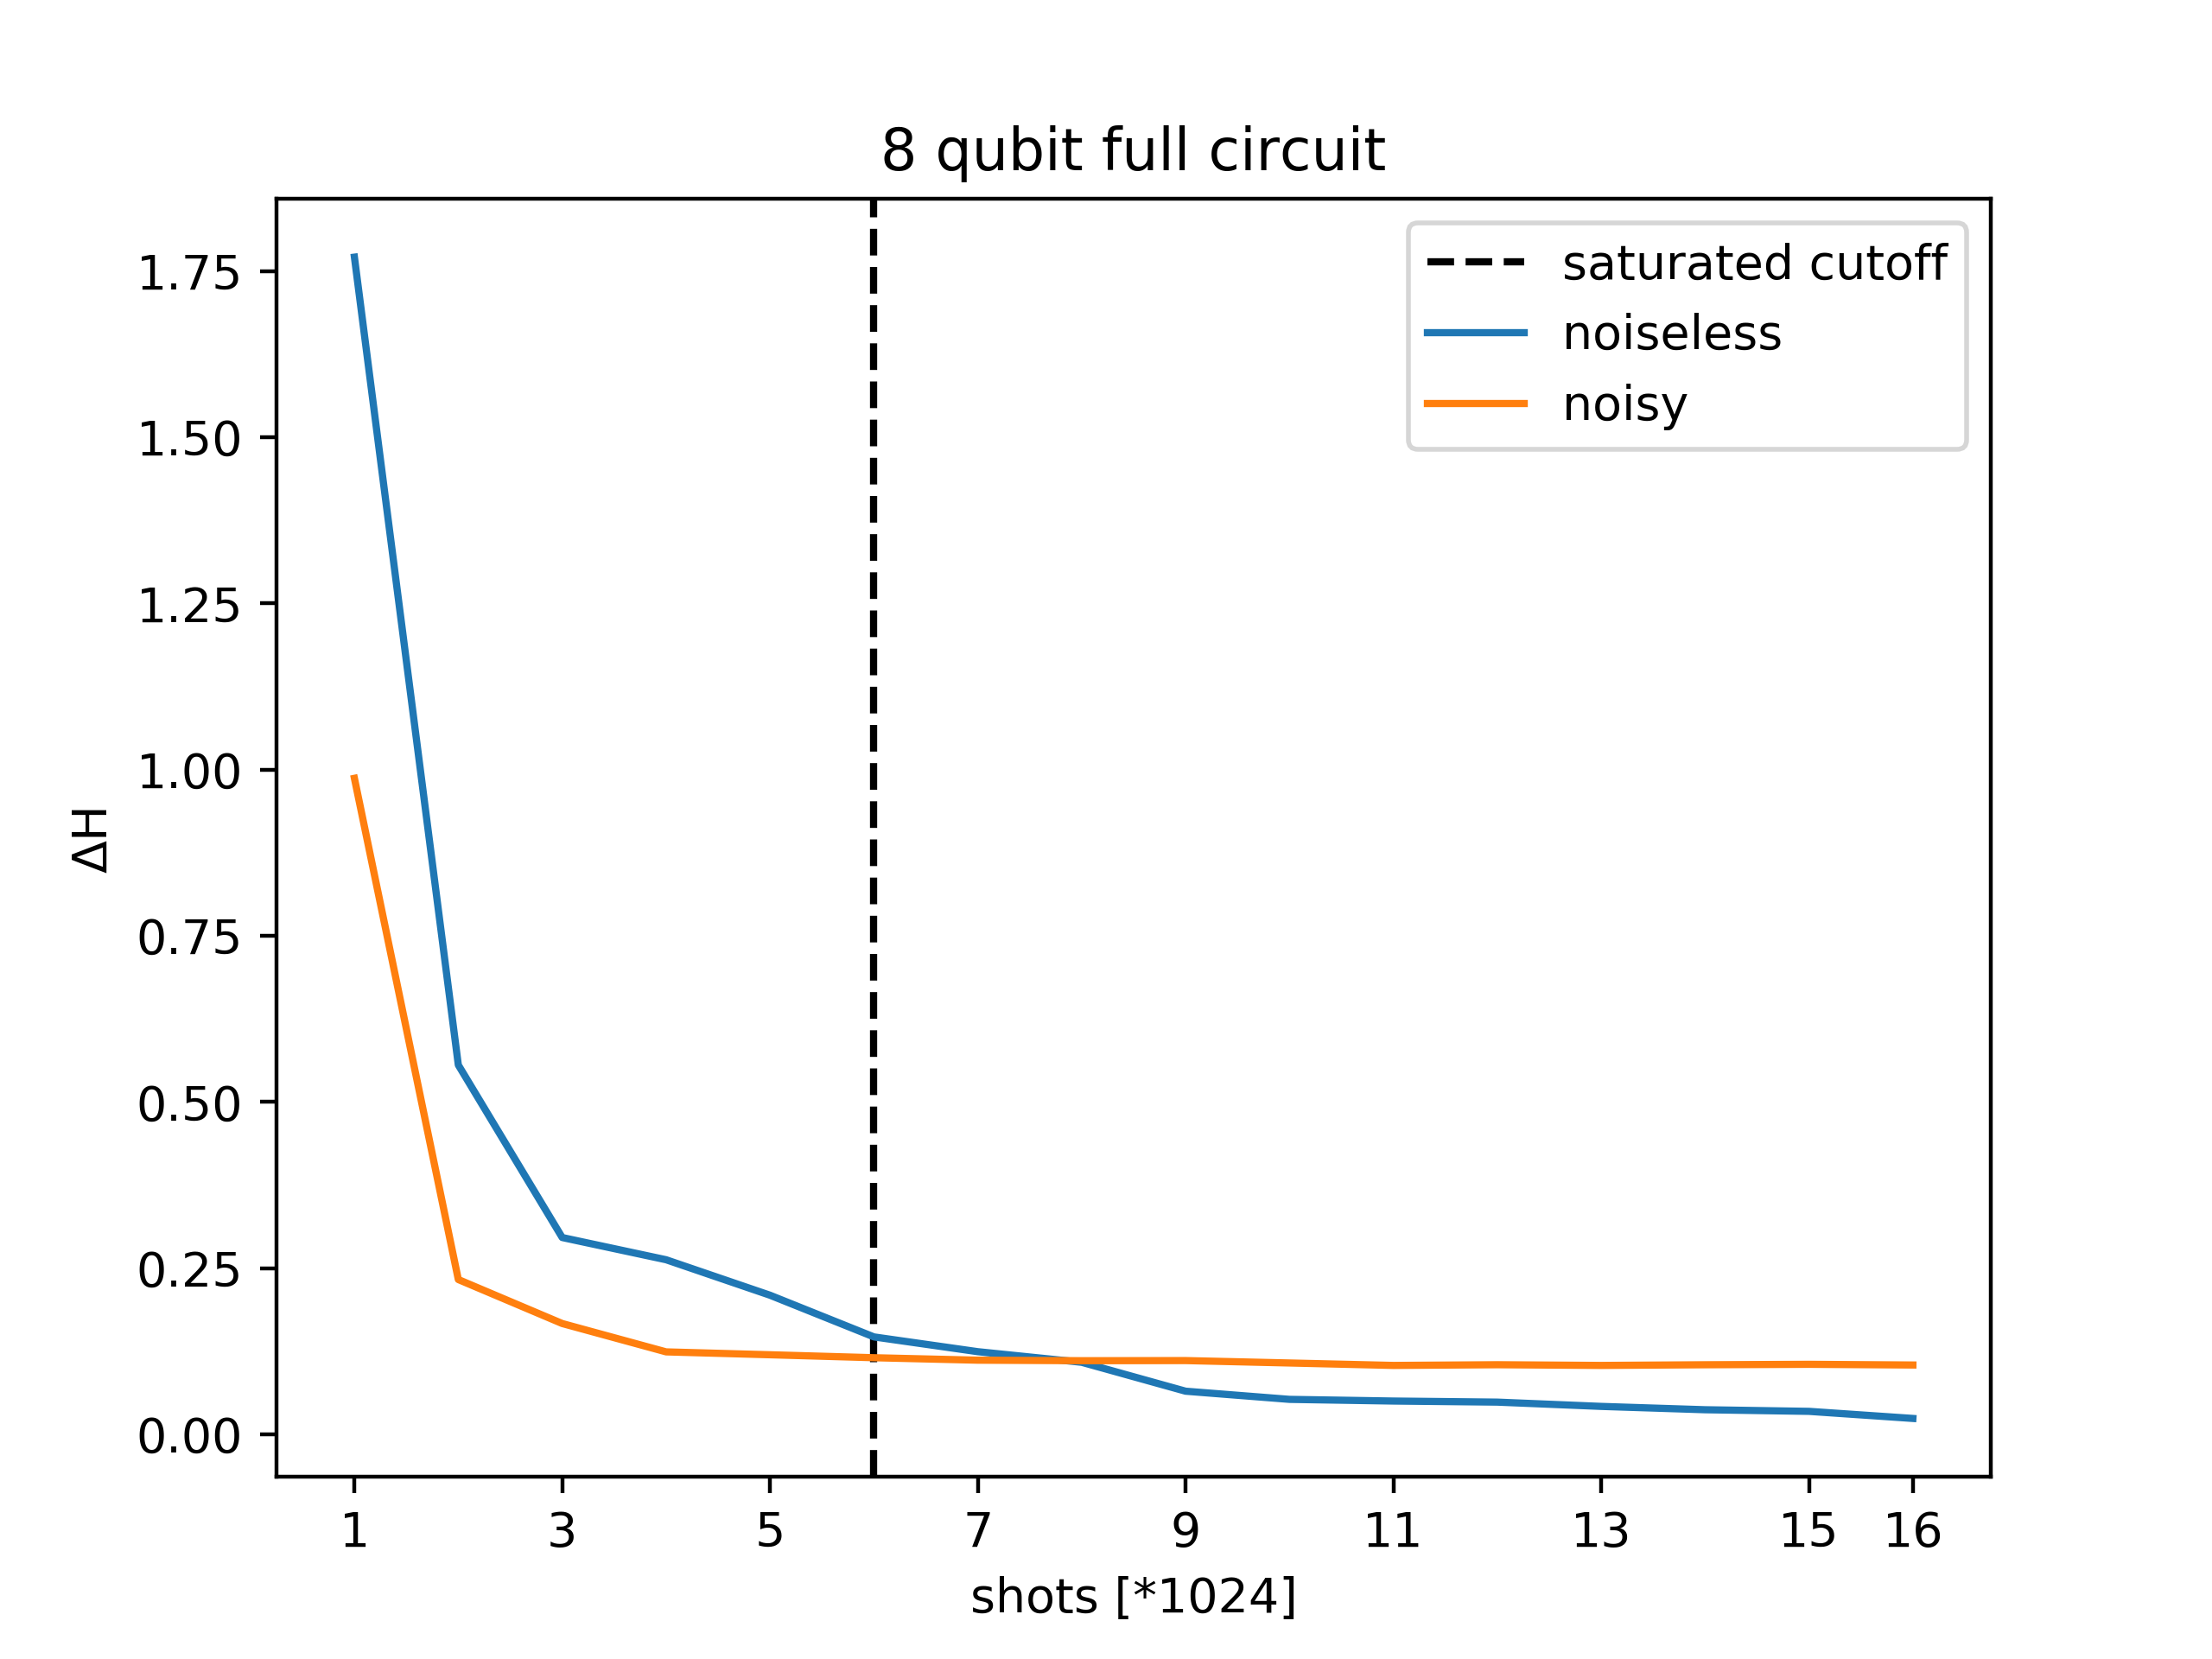 8 qubit full circuit
saturated cutoff
noiseless
noisy
1.75
1.50
1.25
1.00
0.75
0.50
0.25
0.00
ΔH
1 3 5 7 9 11 13 15 16
shots [*1024]